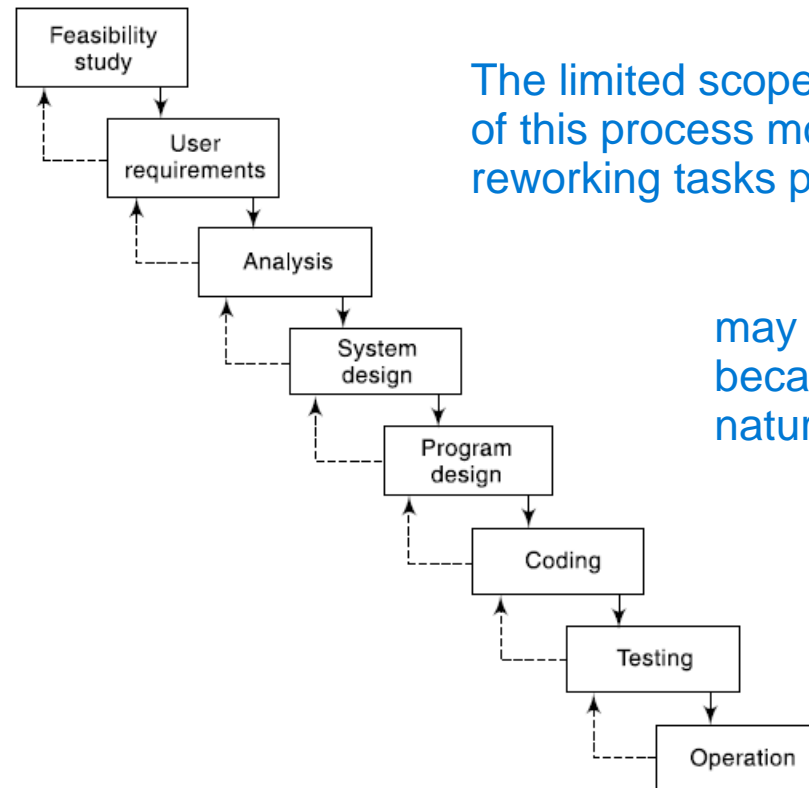 Feasibility
study
The limited scope
of this process mo
reworking tasks p
User
requirements
Analysis
may
beca
natur
System
design
Program
design
Coding
Testing
Operation